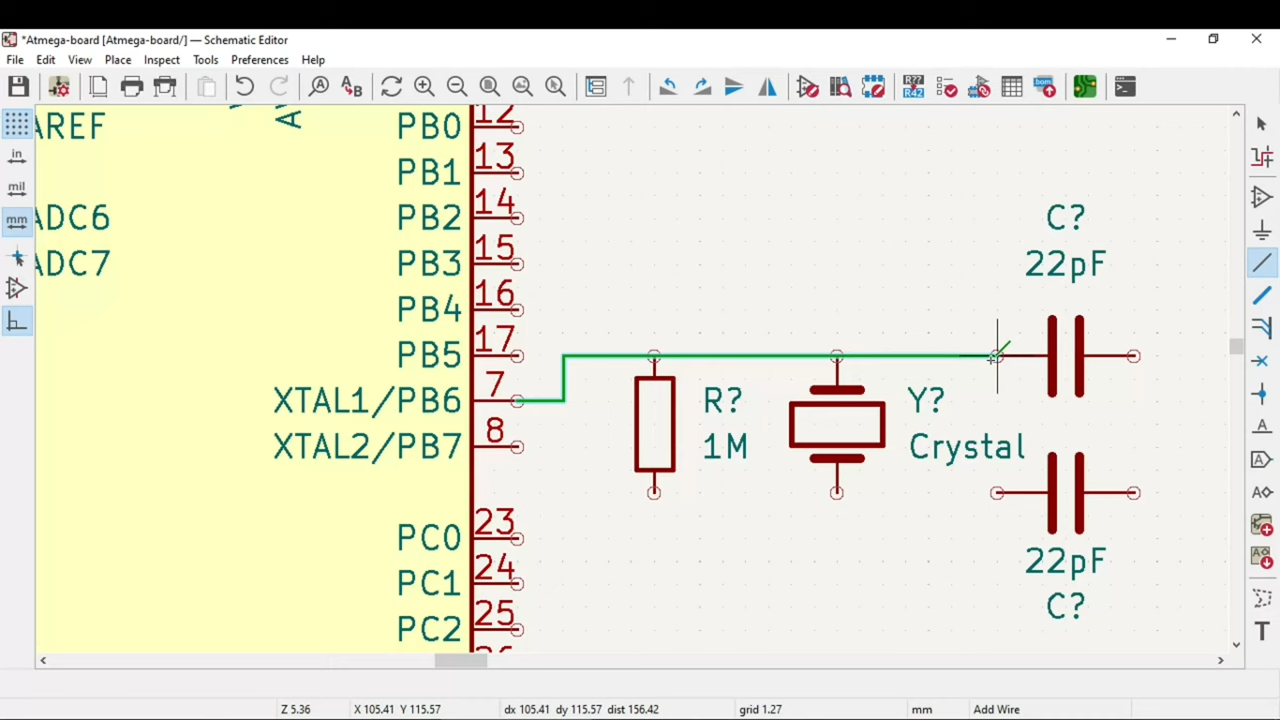 *Atmega-board [Atmega-board/] — Schematic Editor
File Edit View Place Inspect Tools Preferences Help
R??
R42
A
B
bom
in
mil
mm
AREF
ADC6
ADC7
PB0 12
PB1 13
PB2 14
PB3 15
PB4 16
PB5 17
XTAL1/PB6 7
XTAL2/PB7 8
PC0 23
PC1 24
PC2 25
R?
1M
Y?
Crystal
C?
22pF
22pF
C?
A
A
A
T
Z 5.36 X 105.41 Y 115.57 dx 105.41 dy 115.57 dist 156.42 grid 1.27 mm Add Wire